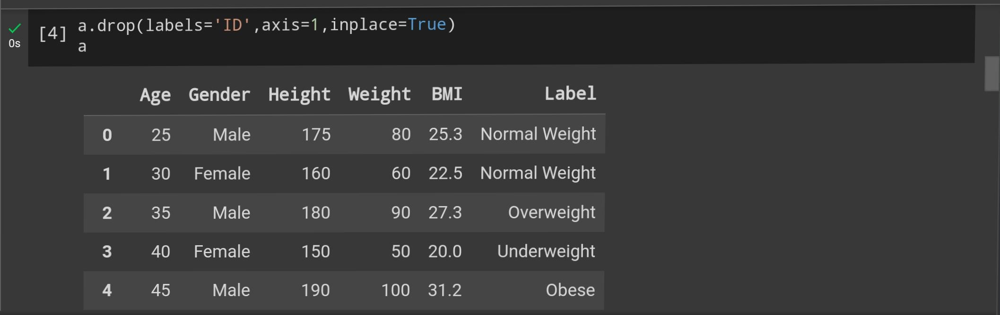 [4] a.drop(labels='ID',axis=1,inplace=True)
a
0s
Age Gender Height Weight BMI Label
0 25 Male 175 80 25.3 Normal Weight
1 30 Female 160 60 22.5 Normal Weight
2 35 Male 180 90 27.3 Overweight
3 40 Female 150 50 20.0 Underweight
4 45 Male 190 100 31.2 Obese